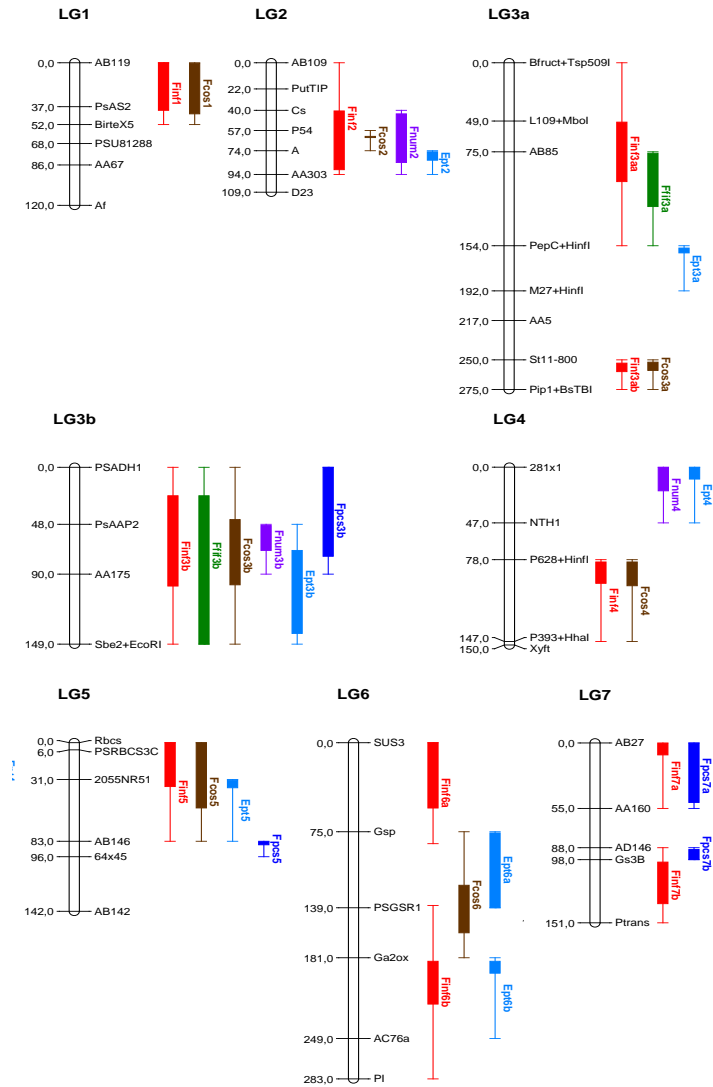 LG1
LG2
LG3a
0,0 AB119
37,0 PsAS2
52,0 BirteX5
68,0 PSU81288
86,0 AA67
120,0 Af
Finf1
Fcos1
0,0 AB109
22,0 PutTIP
40,0 Cs
57,0 P54
74,0 A
94,0 AA303
109,0 D23
Finf2
Fcos2
Fnum2
Ept2
0,0 Bfruct+Tsp509I
49,0 L109+MboI
75,0 AB85
154,0 PepC+HinfI
192,0 M27+HinfI
217,0 AA5
250,0 St11-800
275,0 Pip1+BsTBI
Finf3aa
Ffif3a
Ept3a
Finf3ab
Fcos3a
LG3b
LG4
0,0 PSADH1
48,0 PsAAP2
90,0 AA175
149,0 Sbe2+EcoRI
Finf3b
Ffif3b
Fcos3b
Fnum3b
Ept3b
Fpcs3b
0,0 281x1
47,0 NTH1
78,0 P628+HinfI
147,0 P393+HhaI
150,0 Xyft
Finf4
Fcos4
Fnum4
Ept4
LG5
LG6
LG7
0,0 Rbcs
6,0 PSRBCS3C
31,0 2055NR51
83,0 AB146
96,0 64x45
142,0 AB142
Finf5
Fcos5
Ept5
Fpcs5
0,0 SUS3
75,0 Gsp
139,0 PSGSR1
181,0 Ga2ox
249,0 AC76a
283,0 Pl
Finf6a
Finf6b
Fcos6
Ept6a
Ept6b
0,0 AB27
55,0 AA160
88,0 AD146
98,0 Gs3B
151,0 Ptrans
Finf7a
Fpcs7a
Fpcs7b
Finf7b